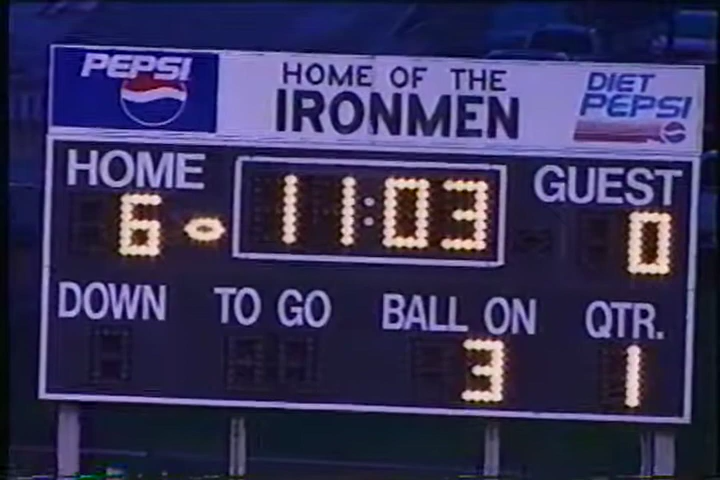 PEPSI HOME OF THE DIET
IRONMEN PEPSI
HOME 11:03 GUEST
6 0
DOWN TO GO BALL ON QTR.
3 1